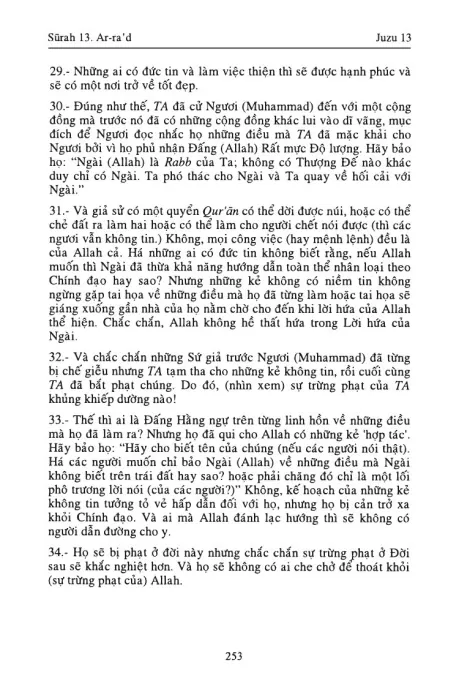 Sūrah 13. Ar-ra'd
Juzu 13
29.- Những ai có đức tin và làm việc thiện thì sẽ được hạnh phúc và
sẽ có một nơi trở về tốt đẹp.
30.- Đúng như thế, TA đã cử Ngươi (Muhammad) đến với một cộng
đồng mà trước nó đã có những cộng đồng khác lui vào dĩ vãng, mục
đích để Ngươi đọc nhắc họ những điều mà TA đã mặc khải cho
Ngươi bởi vì họ phủ nhận Đấng (Allah) Rất mực Độ lượng. Hãy bảo
họ: “Ngài (Allah) là Rabb của Ta; không có Thượng Đế nào khác
duy chỉ có Ngài. Ta phó thác cho Ngài và Ta quay về hối cải với
Ngài.”
31.- Và giả sử có một quyển Qur'ān có thể dời được núi, hoặc có thể
chẻ đất ra làm hai hoặc có thể làm cho người chết nói được (thì các
ngươi vẫn không tin.) Không, mọi công việc (hay mệnh lệnh) đều là
của Allah cả. Há những ai có đức tin không biết rằng, nếu Allah
muốn thì Ngài đã thừa khả năng hướng dẫn toàn thể nhân loại theo
Chính đạo hay sao? Nhưng những kẻ không có niềm tin không
ngừng gặp tai họa về những điều mà họ đã từng làm hoặc tai họa sẽ
giáng xuống gần nhà của họ nằm chờ cho đến khi lời hứa của Allah
thể hiện. Chắc chắn, Allah không hề thất hứa trong Lời hứa của
Ngài.
32.- Và chắc chắn những Sứ giả trước Ngươi (Muhammad) đã từng
bị chế giễu nhưng TA tạm tha cho những kẻ không tin, rồi cuối cùng
TA đã bắt phạt chúng. Do đó, (nhìn xem) sự trừng phạt của TA
khủng khiếp dường nào!
33.- Thế thì ai là Đấng Hằng ngự trên từng linh hồn về những điều
mà họ đã làm ra? Nhưng họ đã qui cho Allah có những kẻ 'hợp tác'.
Hãy bảo họ: “Hãy cho biết tên của chúng (nếu các người nói thật).
Há các người muốn chỉ bảo Ngài (Allah) về những điều mà Ngài
không biết trên trái đất hay sao? hoặc phải chăng đó chỉ là một lối
phô trương lời nói (của các người?)” Không, kế hoạch của những kẻ
không tin tưởng tỏ vẻ hấp dẫn đối với họ, nhưng họ bị cản trở xa
khỏi Chính đạo. Và ai mà Allah đánh lạc hướng thì sẽ không có
người dẫn đường cho y.
34.- Họ sẽ bị phạt ở đời này nhưng chắc chắn sự trừng phạt ở Đời
sau sẽ khắc nghiệt hơn. Và họ sẽ không có ai che chở để thoát khỏi
(sự trừng phạt của) Allah.
253